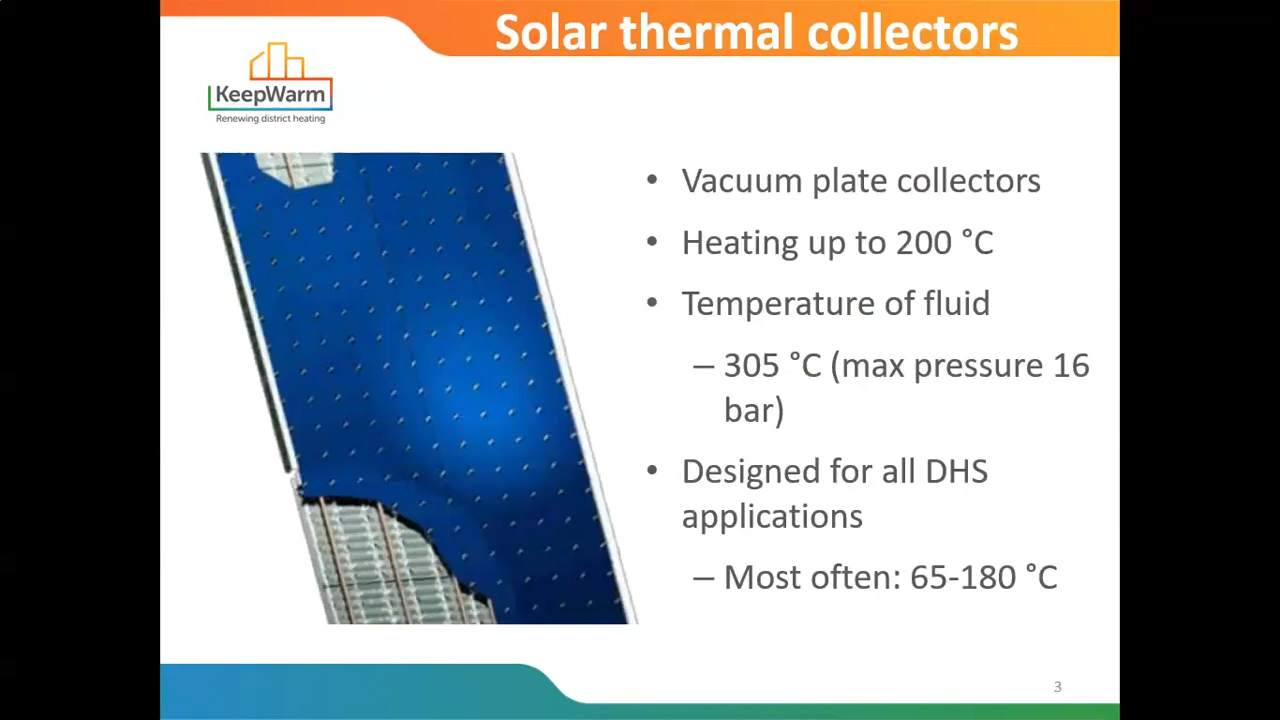 Solar thermal collectors
KeepWarm
Renewing district heating
• Vacuum plate collectors
• Heating up to 200 °C
• Temperature of fluid
– 305 °C (max pressure 16
bar)
• Designed for all DHS
applications
– Most often: 65-180 °C
3